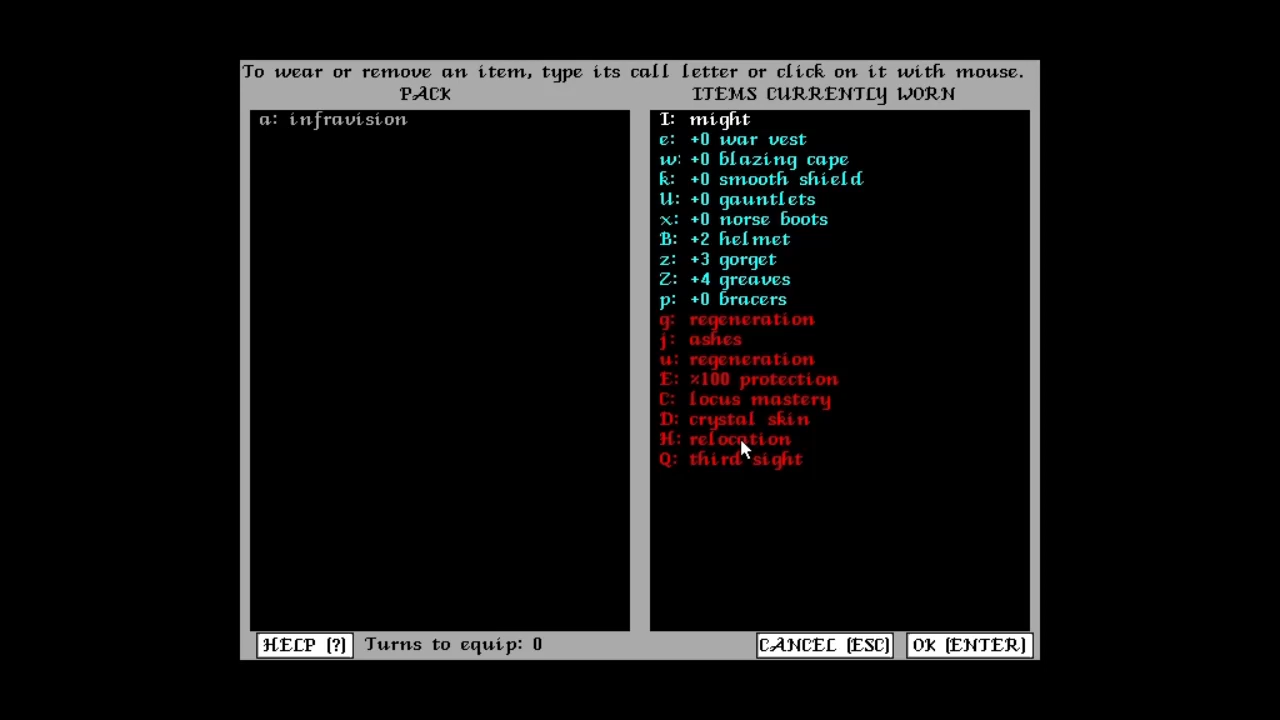 To wear or remove an item, type its call letter or click on it with mouse.
PACK
ITEMS CURRENTLY WORN
a: infravision
I: might
e: +0 war vest
w: +0 blazing cape
k: +0 smooth shield
U: +0 gauntlets
x: +0 norse boots
B: +2 helmet
z: +3 gorget
Z: +4 greaves
p: +0 bracers
g: regeneration
j: ashes
u: regeneration
E: %100 protection
C: locus mastery
D: crystal skin
H: relocation
Q: third sight
HELP (?) Turns to equip: 0 CANCEL (ESC) OK (ENTER)